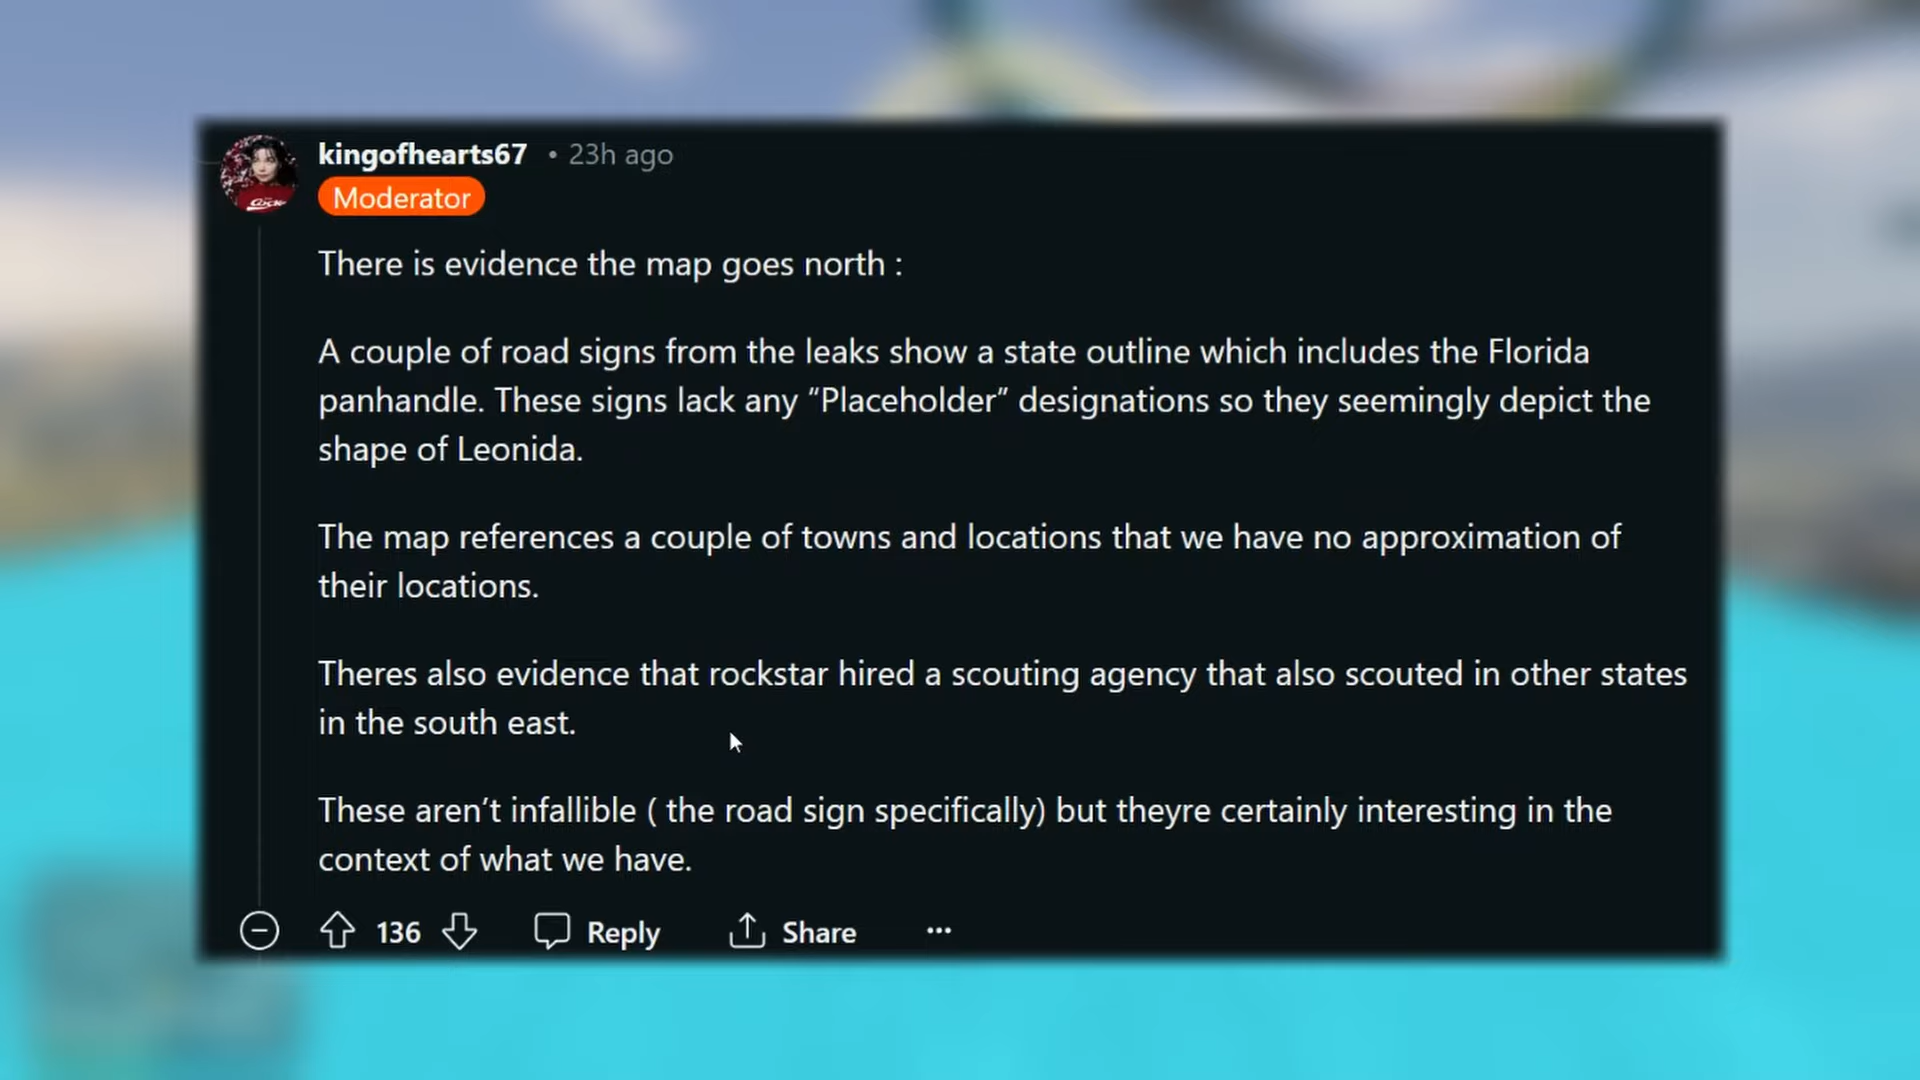 kingofhearts67 • 23h ago
Moderator
There is evidence the map goes north :
A couple of road signs from the leaks show a state outline which includes the Florida
panhandle. These signs lack any “Placeholder” designations so they seemingly depict the
shape of Leonida.
The map references a couple of towns and locations that we have no approximation of
their locations.
Theres also evidence that rockstar hired a scouting agency that also scouted in other states
in the south east.
These aren’t infallible ( the road sign specifically) but theyre certainly interesting in the
context of what we have.
136 Reply Share ...